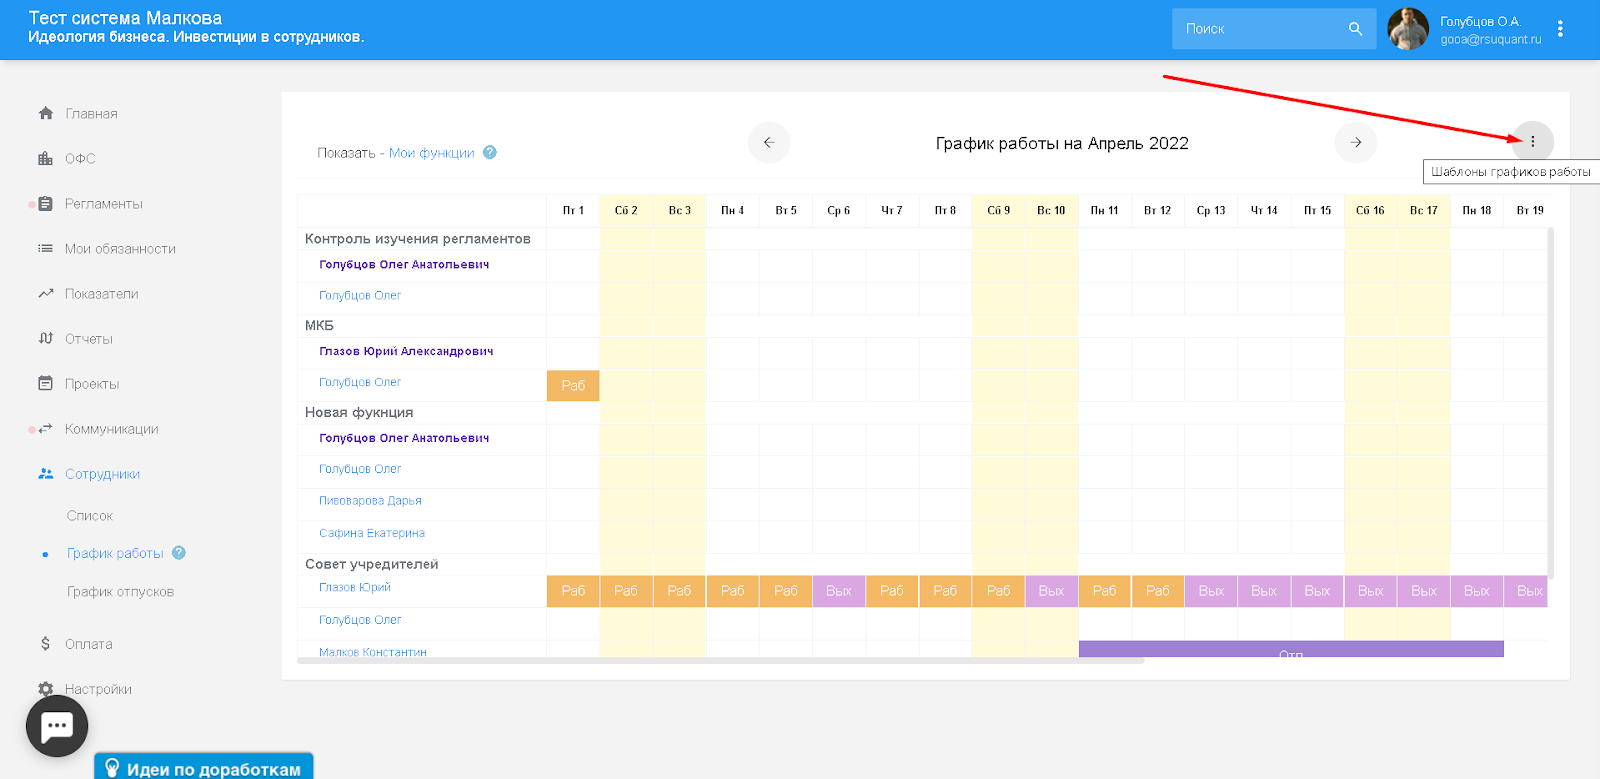 Тест система Малкова
Идеология бизнеса. Инвестиции в сотрудников.
Поиск
Голубцов О.А.
gooa@rsuquant.ru
Главная
ОФС
Регламенты
Мои обязанности
Показатели
Отчеты
Проекты
Коммуникации
Сотрудники
Список
График работы ?
График отпусков
Оплата
Настройки
Идеи по доработкам
Показать - Мои функции ?
График работы на Апрель 2022
Шаблоны графиков работы
Пт 1 Сб 2 Вс 3 Пн 4 Вт 5 Ср 6 Чт 7 Пт 8 Сб 9 Вс 10 Пн 11 Вт 12 Ср 13 Чт 14 Пт 15 Сб 16 Вс 17 Пн 18 Вт 19
Контроль изучения регламентов
Голубцов Олег Анатольевич
Голубцов Олег
МКБ
Глазов Юрий Александрович
Голубцов Олег Раб
Новая фукнция
Голубцов Олег Анатольевич
Голубцов Олег
Пивоварова Дарья
Сафина Екатерина
Совет учредителей
Глазов Юрий Раб Раб Раб Раб Раб Вых Раб Раб Раб Вых Раб Раб Вых Вых Вых Вых Вых Вых Вых
Голубцов Олег
Малков Константин Отп